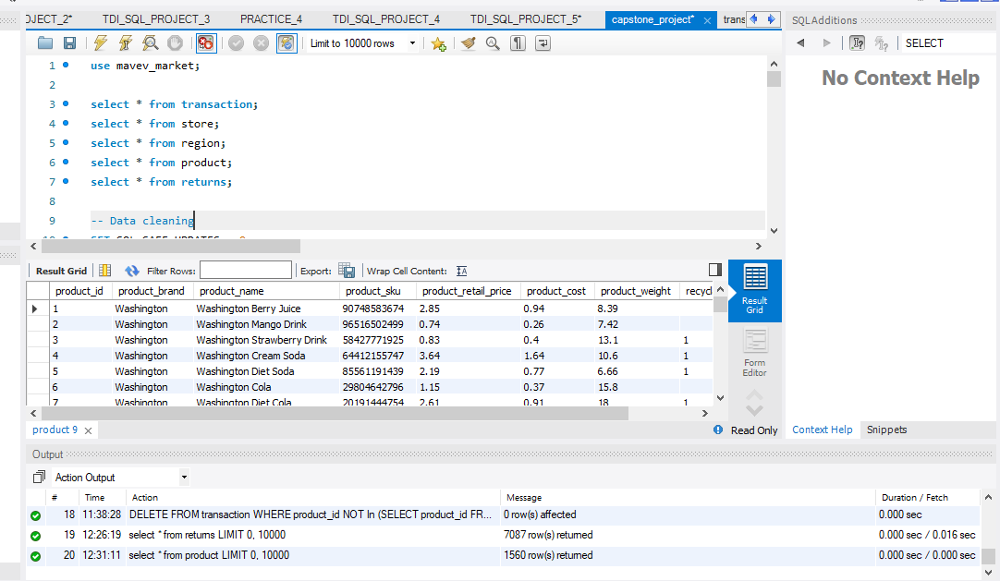 OJECT_2* TDI_SQL_PROJECT_3 PRACTICE_4 TDI_SQL_PROJECT_4 TDI_SQL_PROJECT_5* capstone_project* trans
SQLAdditions
Limit to 10000 rows
SELECT
1 use mavev_market;
2
3 select * from transaction;
4 select * from store;
5 select * from region;
6 select * from product;
7 select * from returns;
8
9 -- Data cleaning
No Context Help
Result Grid Filter Rows: Export: Wrap Cell Content:
product_id product_brand product_name product_sku product_retail_price product_cost product_weight recycl
1 Washington Washington Berry Juice 90748583674 2.85 0.94 8.39
2 Washington Washington Mango Drink 96516502499 0.74 0.26 7.42
3 Washington Washington Strawberry Drink 58427771925 0.83 0.4 13.1 1
4 Washington Washington Cream Soda 64412155747 3.64 1.64 10.6 1
5 Washington Washington Diet Soda 85561191439 2.19 0.77 6.66 1
6 Washington Washington Cola 29804642796 1.15 0.37 15.8
7 Washington Washington Diet Cola 20191444754 2.61 0.91 18 1
Result
Grid
Form
Editor
product 9
Read Only
Context Help Snippets
Output
Action Output
# Time Action Message Duration / Fetch
18 11:38:28 DELETE FROM transaction WHERE product_id NOT In (SELECT product_id FR... 0 row(s) affected 0.000 sec
19 12:26:19 select * from returns LIMIT 0, 10000 7087 row(s) returned 0.000 sec / 0.016 sec
20 12:31:11 select * from product LIMIT 0, 10000 1560 row(s) returned 0.000 sec / 0.000 sec